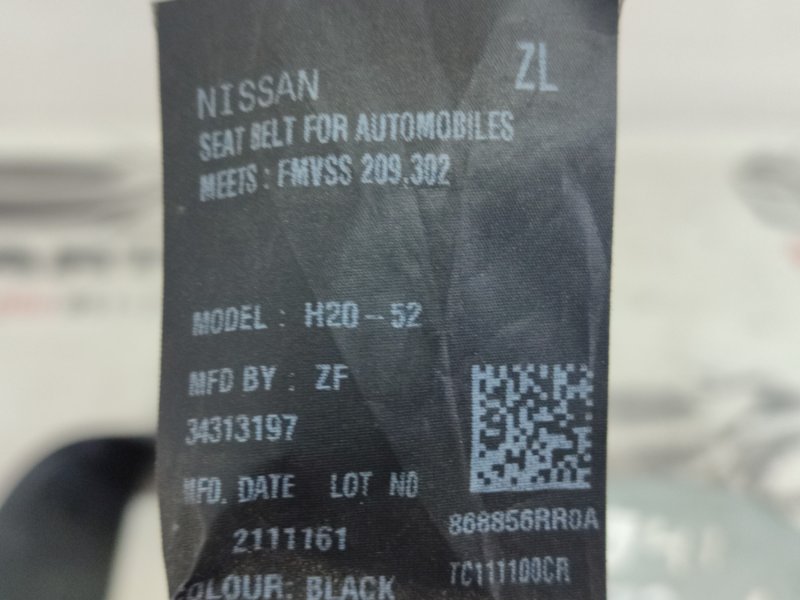 NISSAN ZL
SEAT BELT FOR AUTOMOBILES
MEETS: FMVSS 209,302
MODEL : H20-52
MFD BY : ZF
34313197
MFD. DATE LOT NO
2111161
868856RR0A
COLOUR: BLACK
TC111100CR